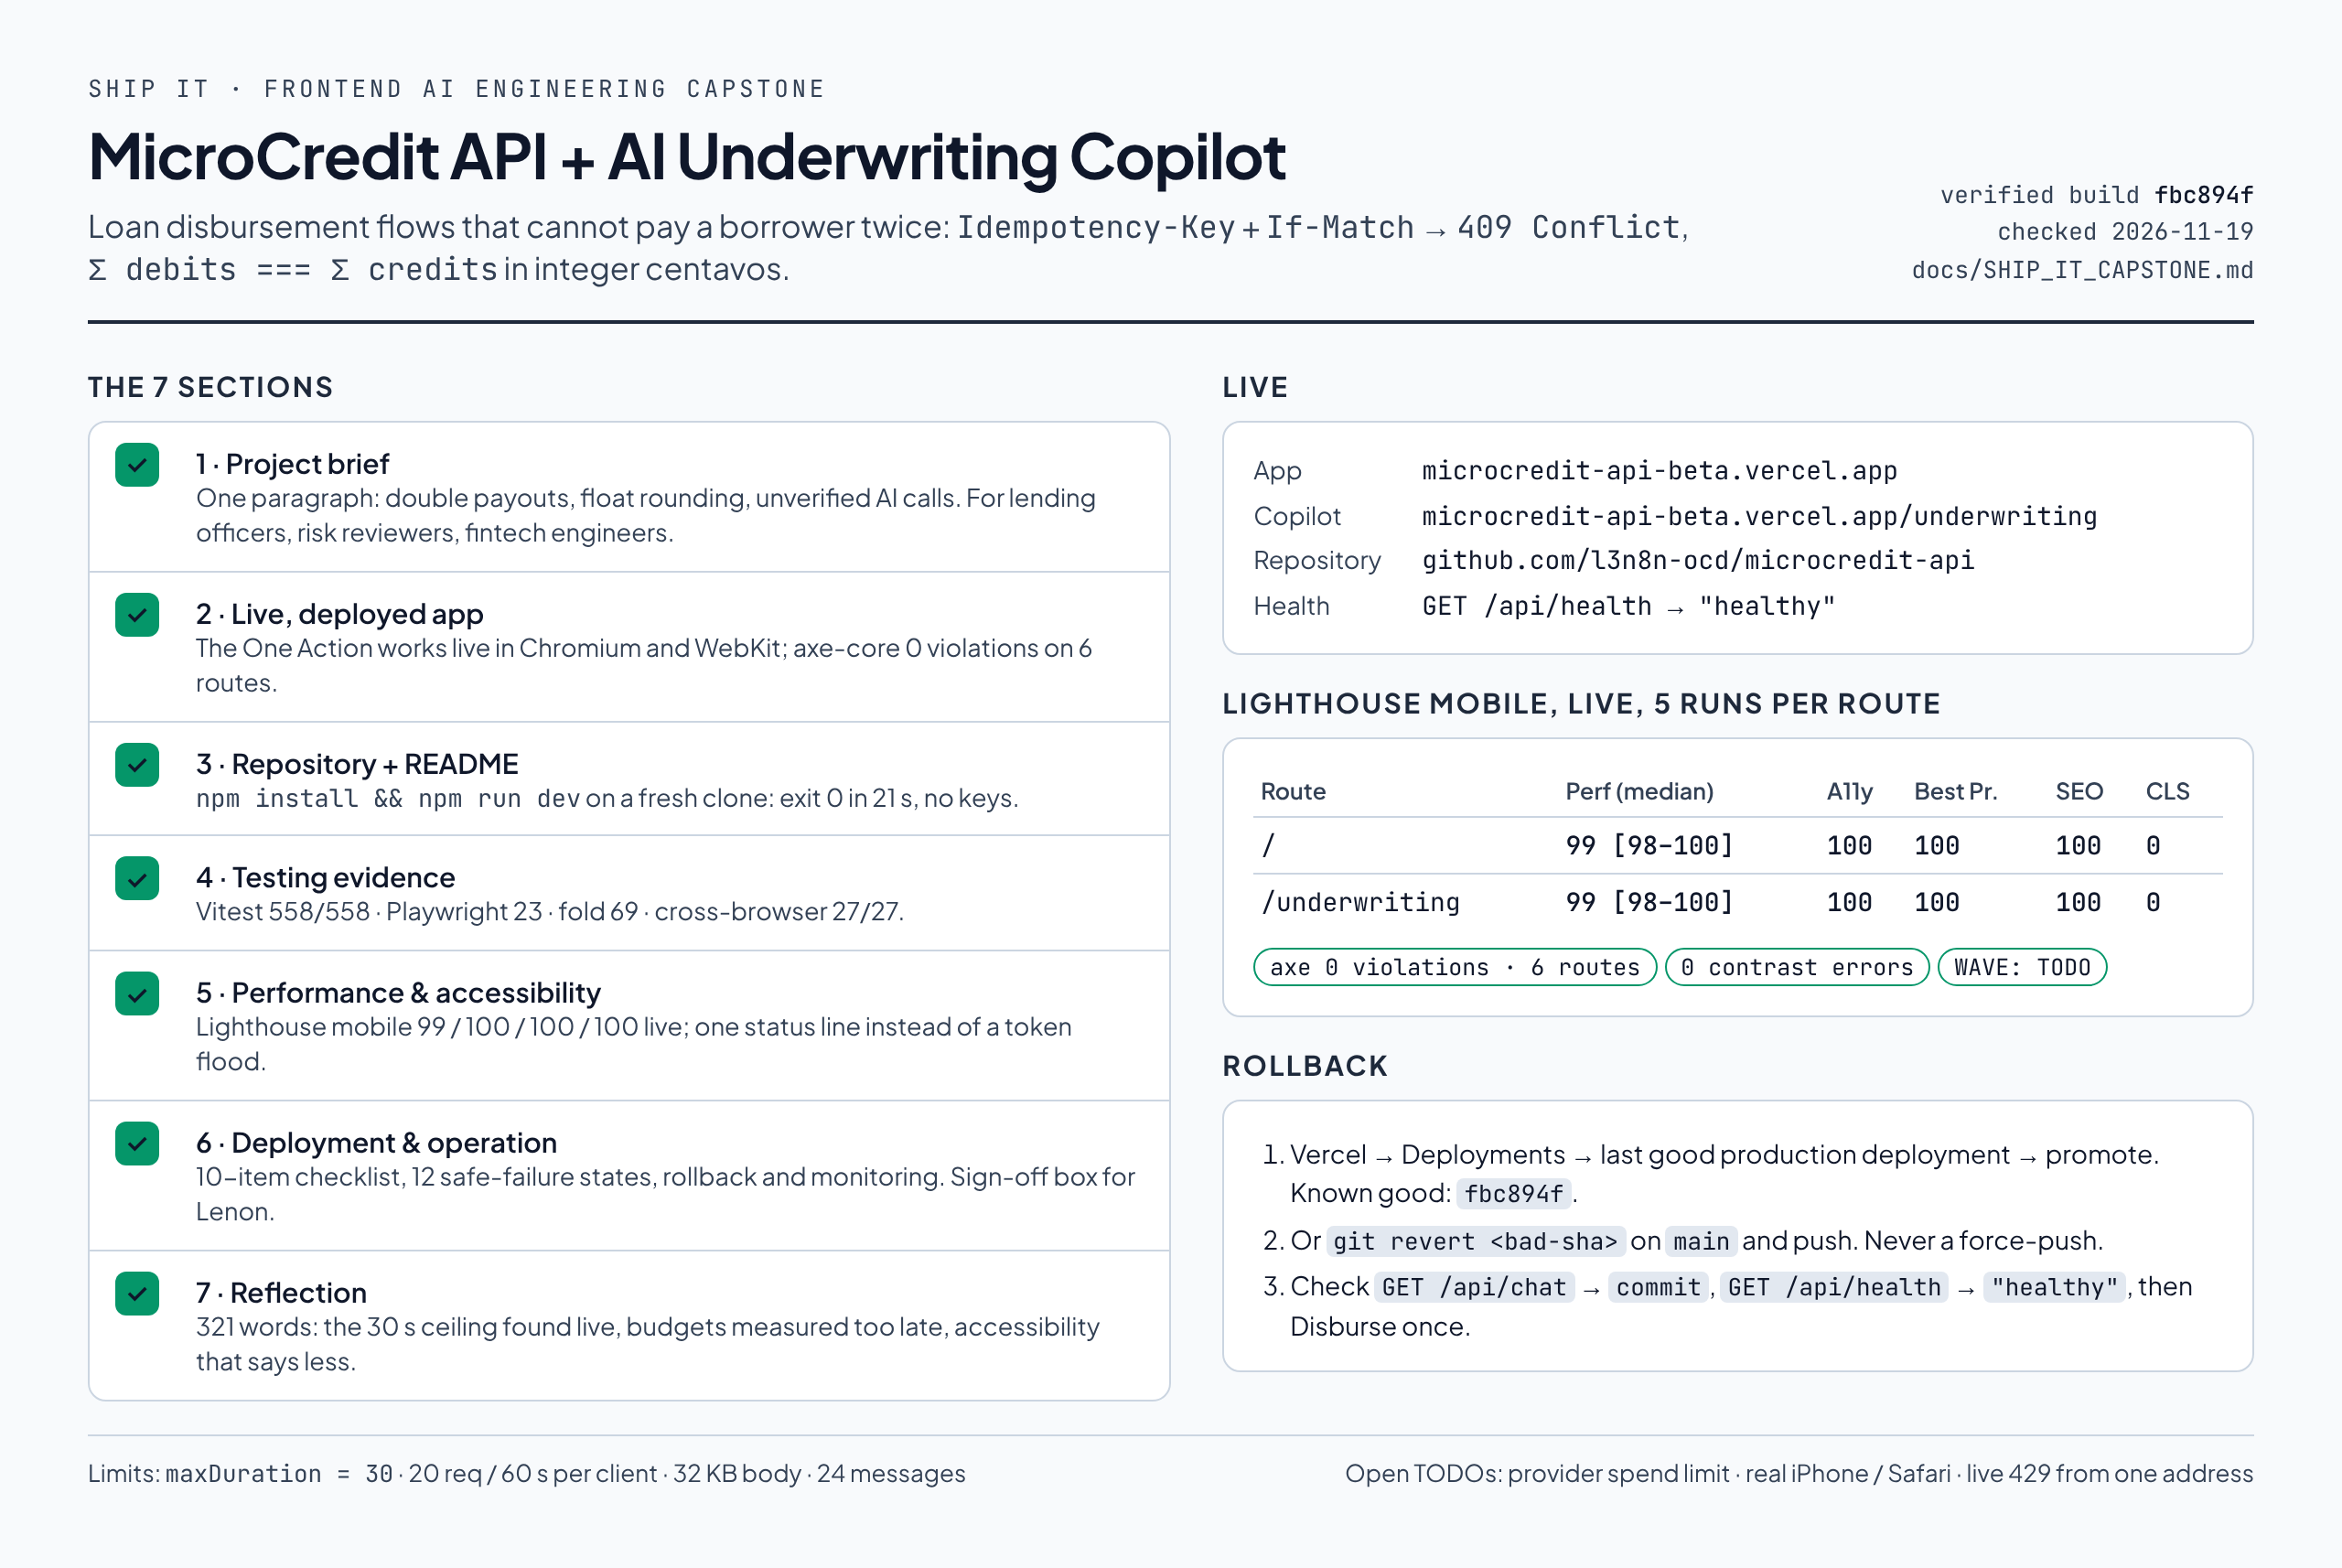 SHIP IT · FRONTEND AI ENGINEERING CAPSTONE
MicroCredit API + AI Underwriting Copilot
Loan disbursement flows that cannot pay a borrower twice: Idempotency-Key + If-Match → 409 Conflict,
Σ debits === Σ credits in integer centavos.
verified build fbc894f
checked 2026-11-19
docs/SHIP_IT_CAPSTONE.md
THE 7 SECTIONS
1 · Project brief
One paragraph: double payouts, float rounding, unverified AI calls. For lending
officers, risk reviewers, fintech engineers.
2 · Live, deployed app
The One Action works live in Chromium and WebKit; axe-core 0 violations on 6
routes.
3 · Repository + README
npm install && npm run dev on a fresh clone: exit 0 in 21 s, no keys.
4 · Testing evidence
Vitest 558/558 · Playwright 23 · fold 69 · cross-browser 27/27.
5 · Performance & accessibility
Lighthouse mobile 99 / 100 / 100 / 100 live; one status line instead of a token
flood.
6 · Deployment & operation
10-item checklist, 12 safe-failure states, rollback and monitoring. Sign-off box for
Lenon.
7 · Reflection
321 words: the 30 s ceiling found live, budgets measured too late, accessibility
that says less.
LIVE
App microcredit-api-beta.vercel.app
Copilot microcredit-api-beta.vercel.app/underwriting
Repository github.com/l3n8n-ocd/microcredit-api
Health GET /api/health → "healthy"
LIGHTHOUSE MOBILE, LIVE, 5 RUNS PER ROUTE
Route Perf (median) A11y Best Pr. SEO CLS
/ 99 [98–100] 100 100 100 0
/underwriting 99 [98–100] 100 100 100 0
axe 0 violations · 6 routes 0 contrast errors WAVE: TODO
ROLLBACK
1. Vercel → Deployments → last good production deployment → promote.
Known good: fbc894f.
2. Or git revert <bad-sha> on main and push. Never a force-push.
3. Check GET /api/chat → commit, GET /api/health → "healthy", then
Disburse once.
Limits: maxDuration = 30 · 20 req / 60 s per client · 32 KB body · 24 messages
Open TODOs: provider spend limit · real iPhone / Safari · live 429 from one address